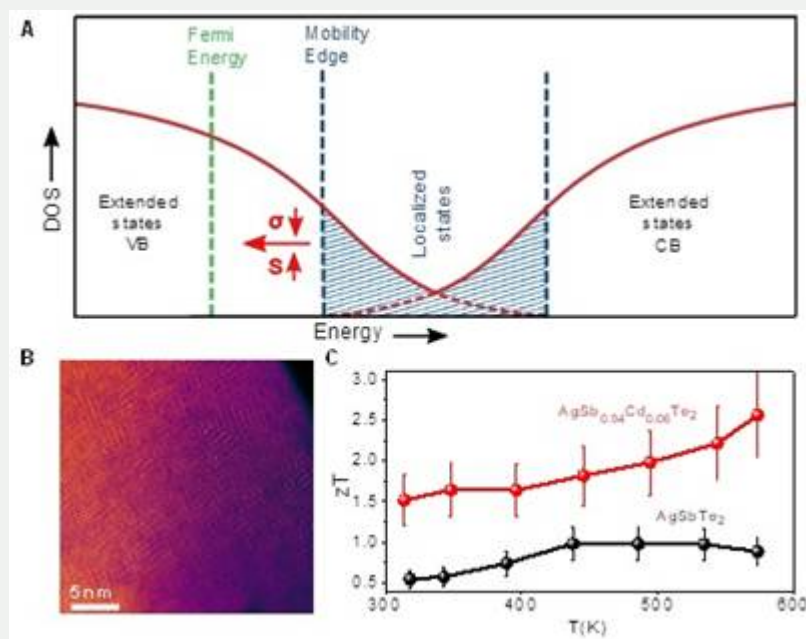 A
Fermi
Energy
Mobility
Edge
DOS
Extended
states
VB
σ
S
Localized
states
Extended
states
CB
Energy
B
5nm
C
3.0
2.5
2.0
1.5
1.0
0.5
zT
AgSb0.94Cd0.06Te2
AgSbTe2
300
400
500
600
T(K)